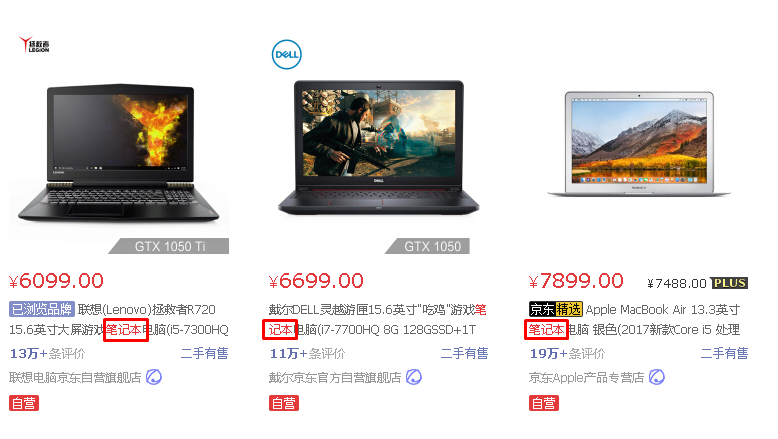 拯救者
LEGION
DELL
GTX 1050 Ti
GTX 1050
¥6099.00
已浏览品牌 联想(Lenovo)拯救者R720
15.6英寸大屏游戏笔记本电脑(i5-7300HQ
13万+条评价 二手有售
联想电脑京东自营旗舰店
自营
¥6699.00
戴尔DELL灵越游匣15.6英寸"吃鸡"游戏笔
记本电脑(i7-7700HQ 8G 128GSSD+1T
11万+条评价 二手有售
戴尔京东自营官方旗舰店
自营
¥7899.00 ¥7488.00 PLUS
京东精选 Apple MacBook Air 13.3英寸
笔记本电脑 银色(2017新款Core i5 处理
19万+条评价 二手有售
京东Apple产品专营店
自营